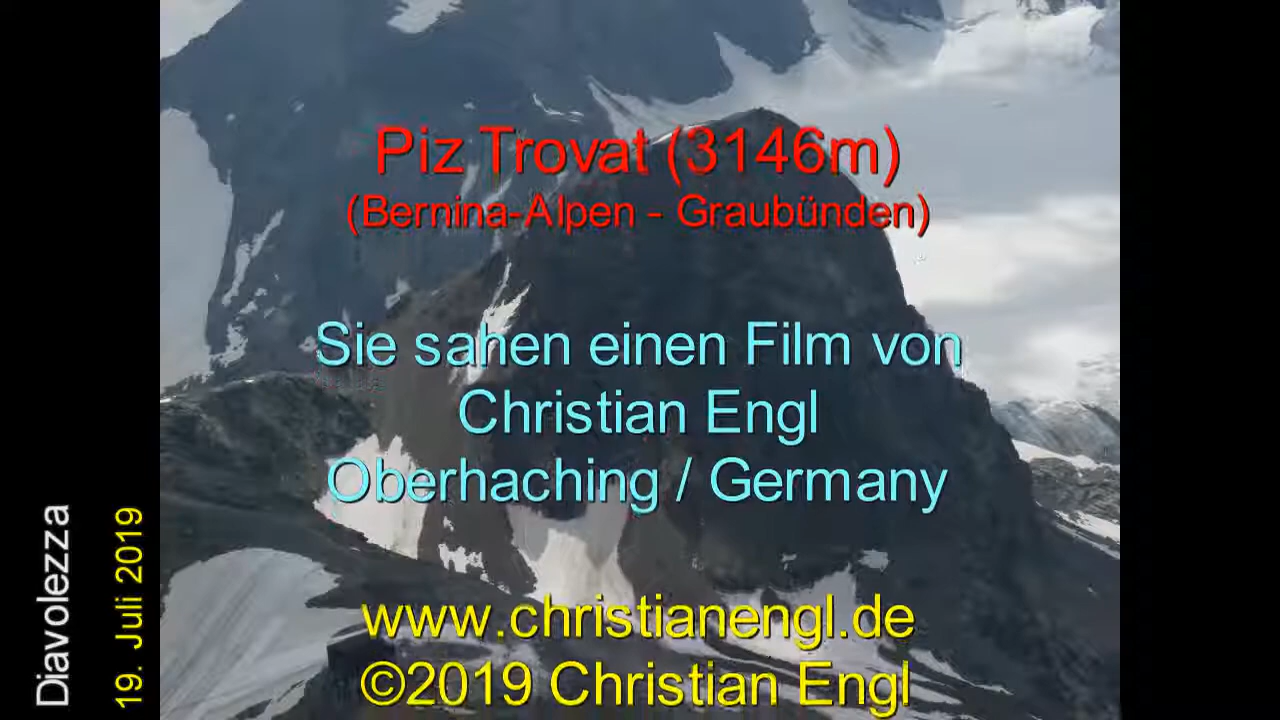 Piz Trovat (3146m)
(Bernina-Alpen - Graubünden)
Sie sahen einen Film von
Christian Engl
Oberhaching / Germany
www.christianengl.de
©2019 Christian Engl
Diavolezza
19. Juli 2019